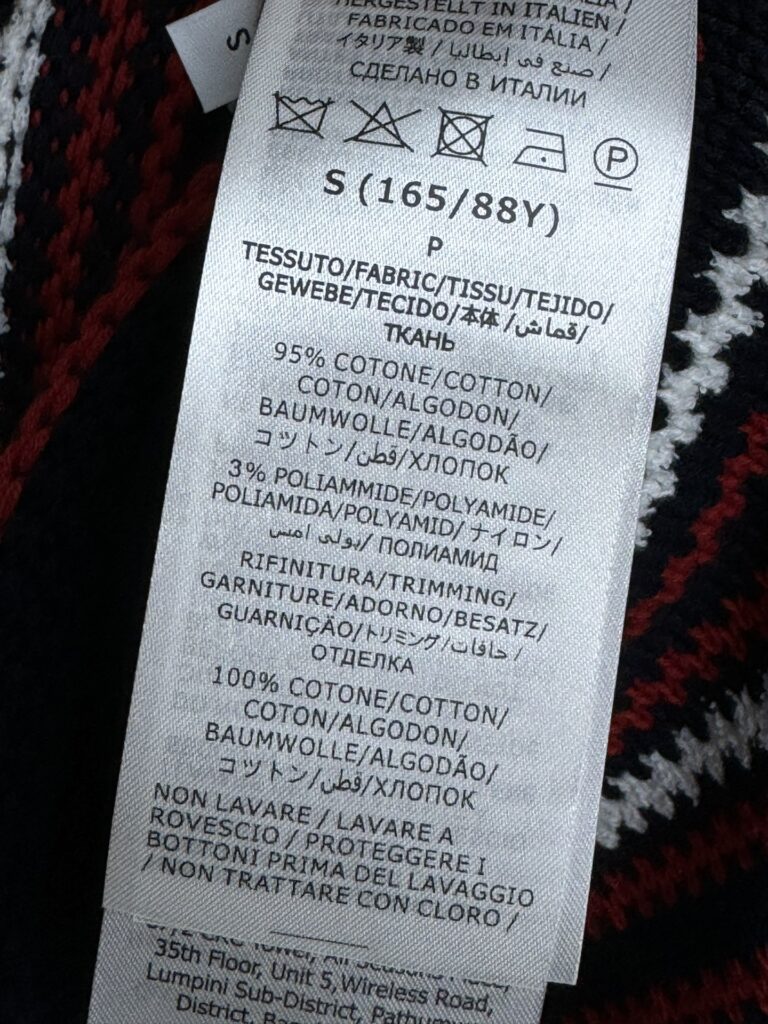 HERGESTELLT IN ITALIEN /
FABRICADO EM ITÁLIA /
イタリア製 / صنع في إيطاليا /
СДЕЛАНО В ИТАЛИИ
P
S (165/88Y)
P
TESSUTO/FABRIC/TISSU/TEJIDO/
GEWEBE/TECIDO/本体/قماش/
ТКАНЬ
95% COTONE/COTTON/
COTON/ALGODON/
BAUMWOLLE/ALGODÃO/
コットン/قطن/ХЛОПОК
3% POLIAMMIDE/POLYAMIDE/
POLIAMIDA/POLYAMID/ ナイロン/
بولي امس/ ПОЛИАМИД
RIFINITURA/TRIMMING/
GARNITURE/ADORNO/BESATZ/
GUARNIÇÃO/トリミング/حافات/
ОТДЕЛКА
100% COTONE/COTTON/
COTON/ALGODON/
BAUMWOLLE/ALGODÃO/
コットン/قطن/ХЛОПОК
NON LAVARE / LAVARE A
ROVESCIO / PROTEGGERE I
BOTTONI PRIMA DEL LAVAGGIO
/ NON TRATTARE CON CLORO /
35th Floor, Unit 5, Wireless Road,
Lumpini Sub-District,
District,
S